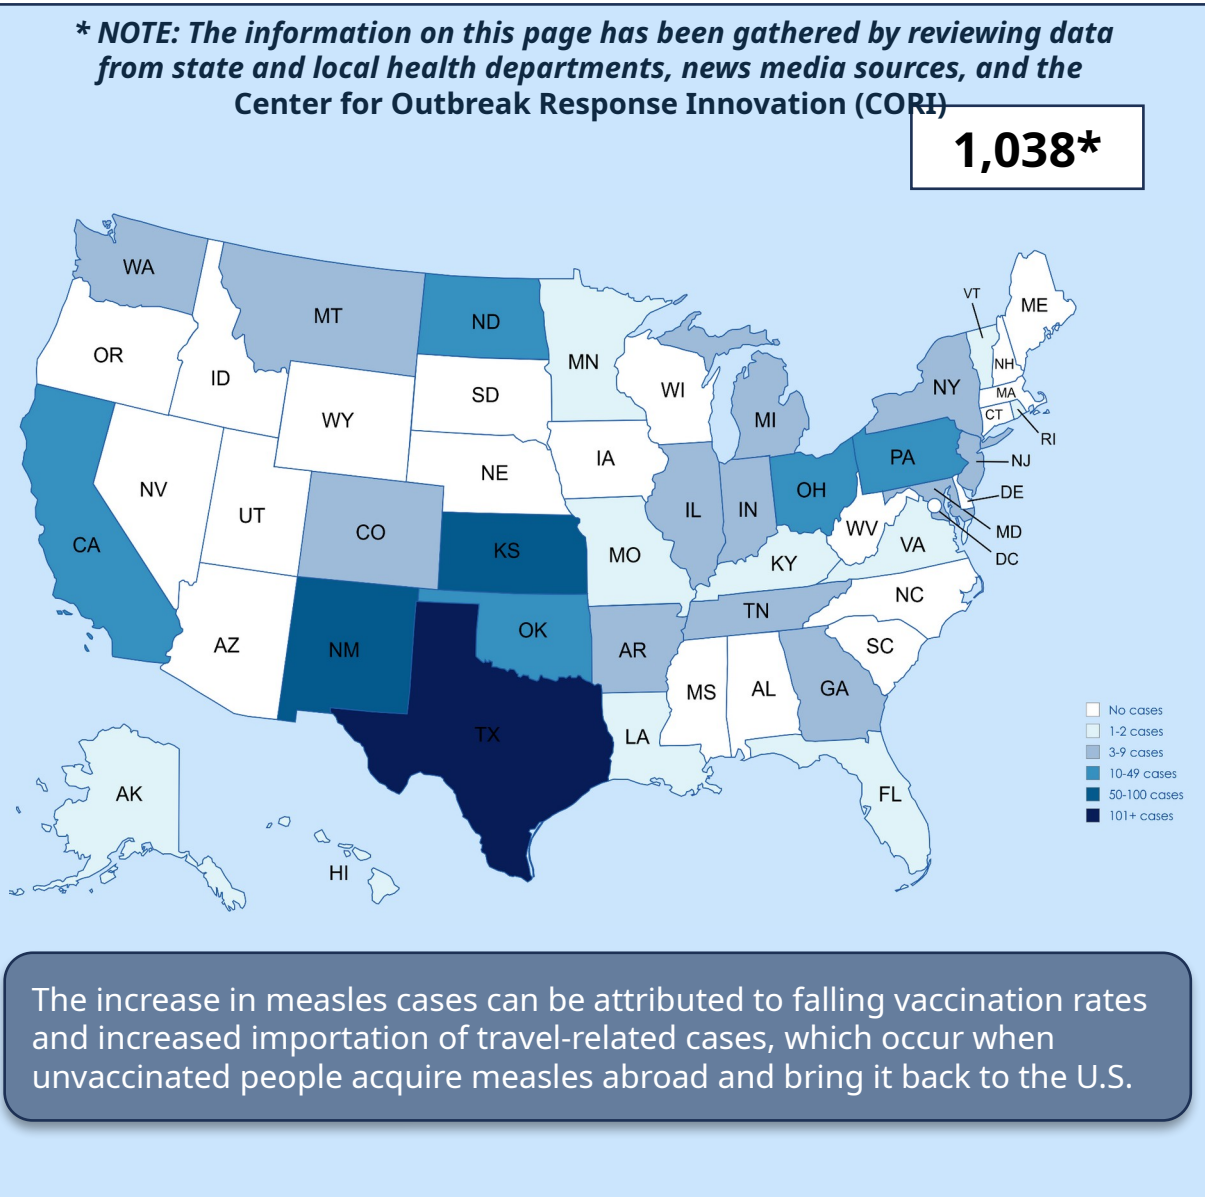 * NOTE: The information on this page has been gathered by reviewing data
from state and local health departments, news media sources, and the
Center for Outbreak Response Innovation (CORI)
1,038*
WA
MT
ND
MN
VT
ME
OR
ID
SD
WI
MI
NY
NH
MA
CT
RI
WY
IA
PA
NJ
NV
NE
OH
DE
UT
CO
IL
IN
WV
MD
DC
CA
KS
MO
KY
VA
NC
AZ
NM
OK
AR
TN
SC
MS
AL
GA
TX
LA
FL
AK
HI
No cases
1-2 cases
3-9 cases
10-49 cases
50-100 cases
101+ cases
The increase in measles cases can be attributed to falling vaccination rates
and increased importation of travel-related cases, which occur when
unvaccinated people acquire measles abroad and bring it back to the U.S.